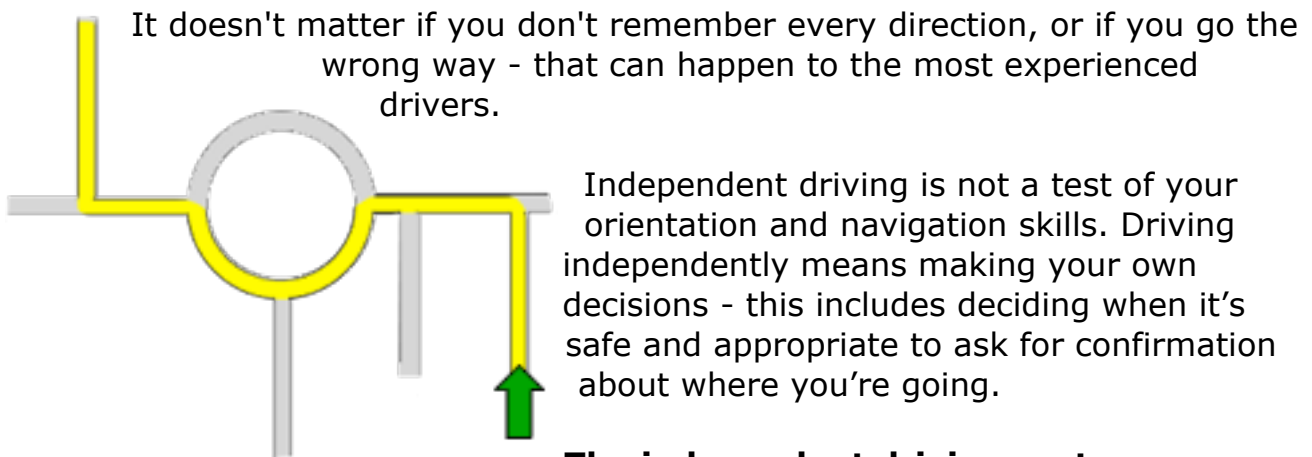 It doesn't matter if you don't remember every direction, or if you go the
wrong way - that can happen to the most experienced
drivers.
Independent driving is not a test of your
orientation and navigation skills. Driving
independently means making your own
decisions - this includes deciding when it’s
safe and appropriate to ask for confirmation
about where you’re going.